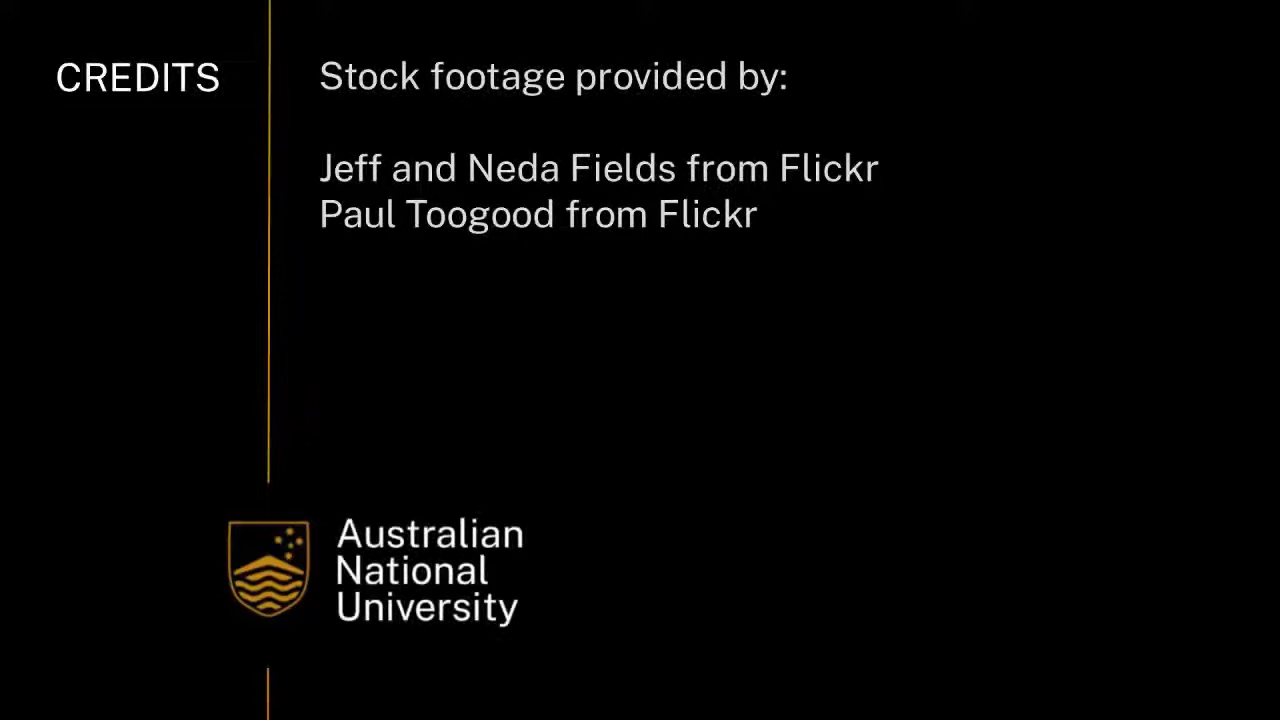 CREDITS
Stock footage provided by:
Jeff and Neda Fields from Flickr
Paul Toogood from Flickr
Australian
National
University